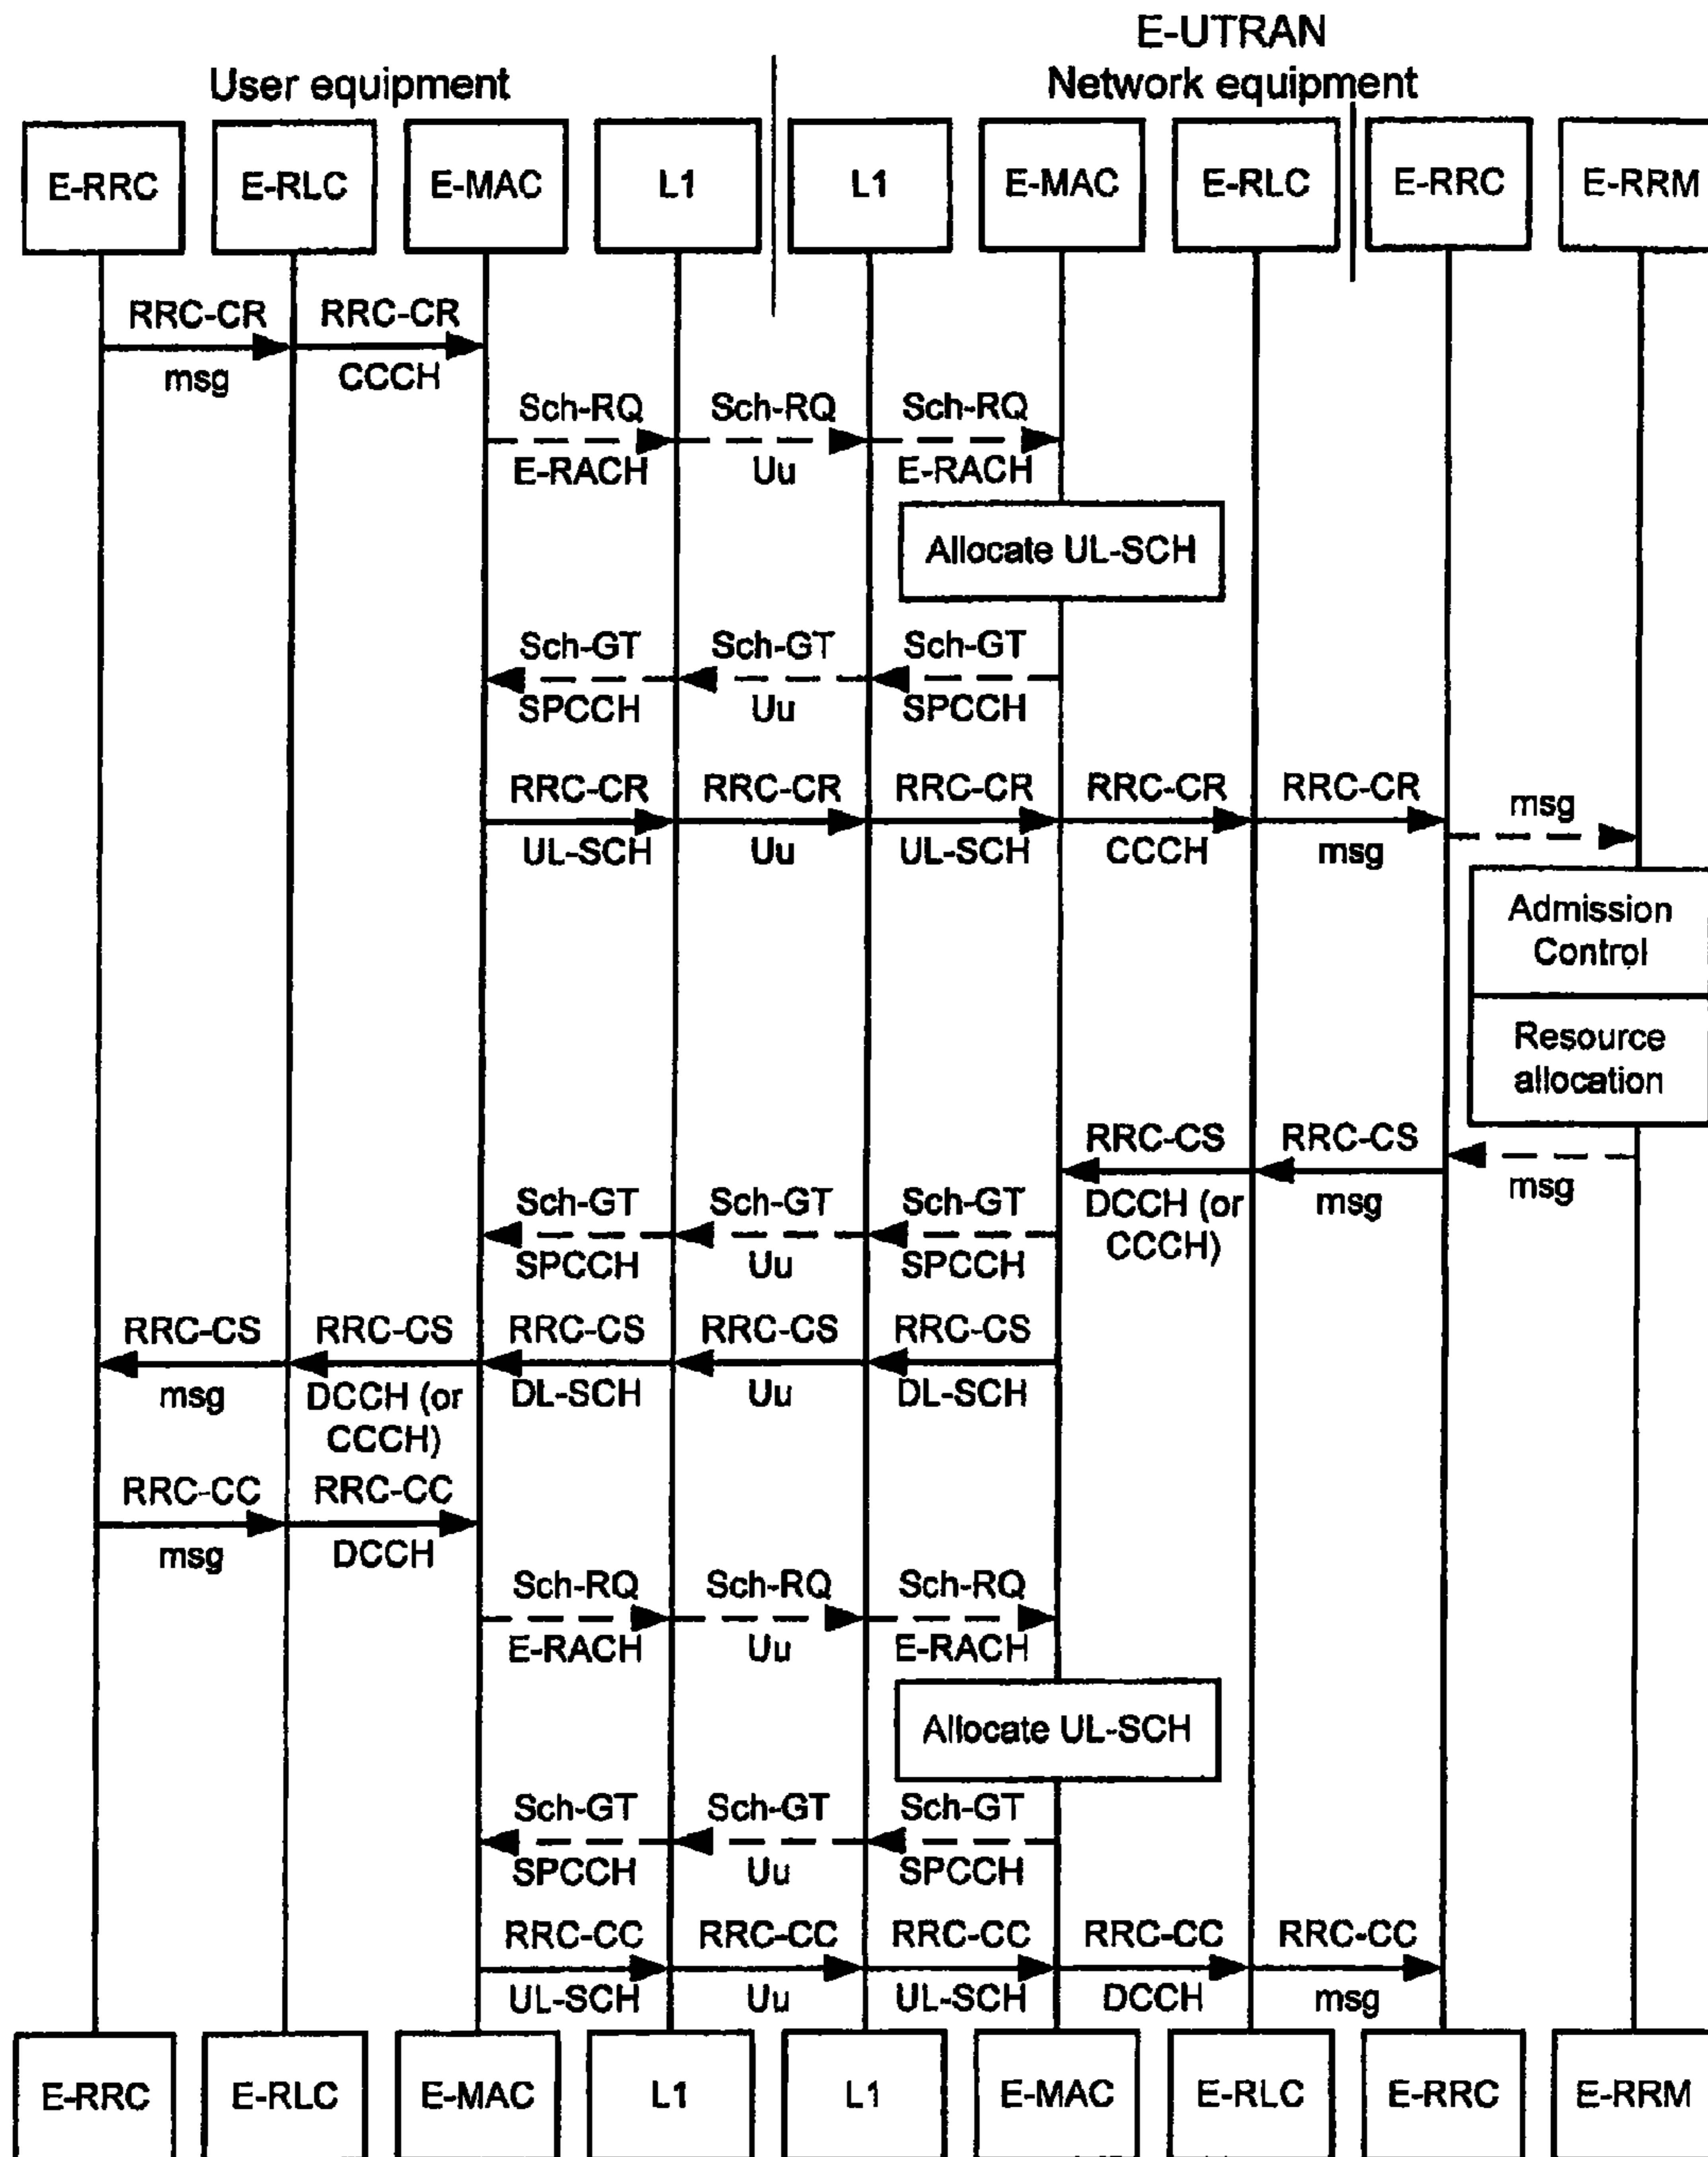 E-UTRAN
User equipment
Network equipment
E-RRC E-RLC E-MAC L1 L1 E-MAC E-RLC E-RRC E-RRM
RRC-CR RRC-CR
msg CCCH
Sch-RQ Sch-RQ Sch-RQ
E-RACH Uu E-RACH
Allocate UL-SCH
Sch-GT Sch-GT Sch-GT
SPCCH Uu SPCCH
RRC-CR RRC-CR RRC-CR RRC-CR RRC-CR msg
UL-SCH Uu UL-SCH CCCH msg
Admission
Control
Resource
allocation
RRC-CS RRC-CS
DCCH (or msg msg
CCCH)
Sch-GT Sch-GT Sch-GT
SPCCH Uu SPCCH
RRC-CS RRC-CS RRC-CS RRC-CS RRC-CS
msg DCCH (or DL-SCH Uu DL-SCH
CCCH)
RRC-CC RRC-CC
msg DCCH
Sch-RQ Sch-RQ Sch-RQ
E-RACH Uu E-RACH
Allocate UL-SCH
Sch-GT Sch-GT Sch-GT
SPCCH Uu SPCCH
RRC-CC RRC-CC RRC-CC RRC-CC RRC-CC
UL-SCH Uu UL-SCH DCCH msg
E-RRC E-RLC E-MAC L1 L1 E-MAC E-RLC E-RRC E-RRM